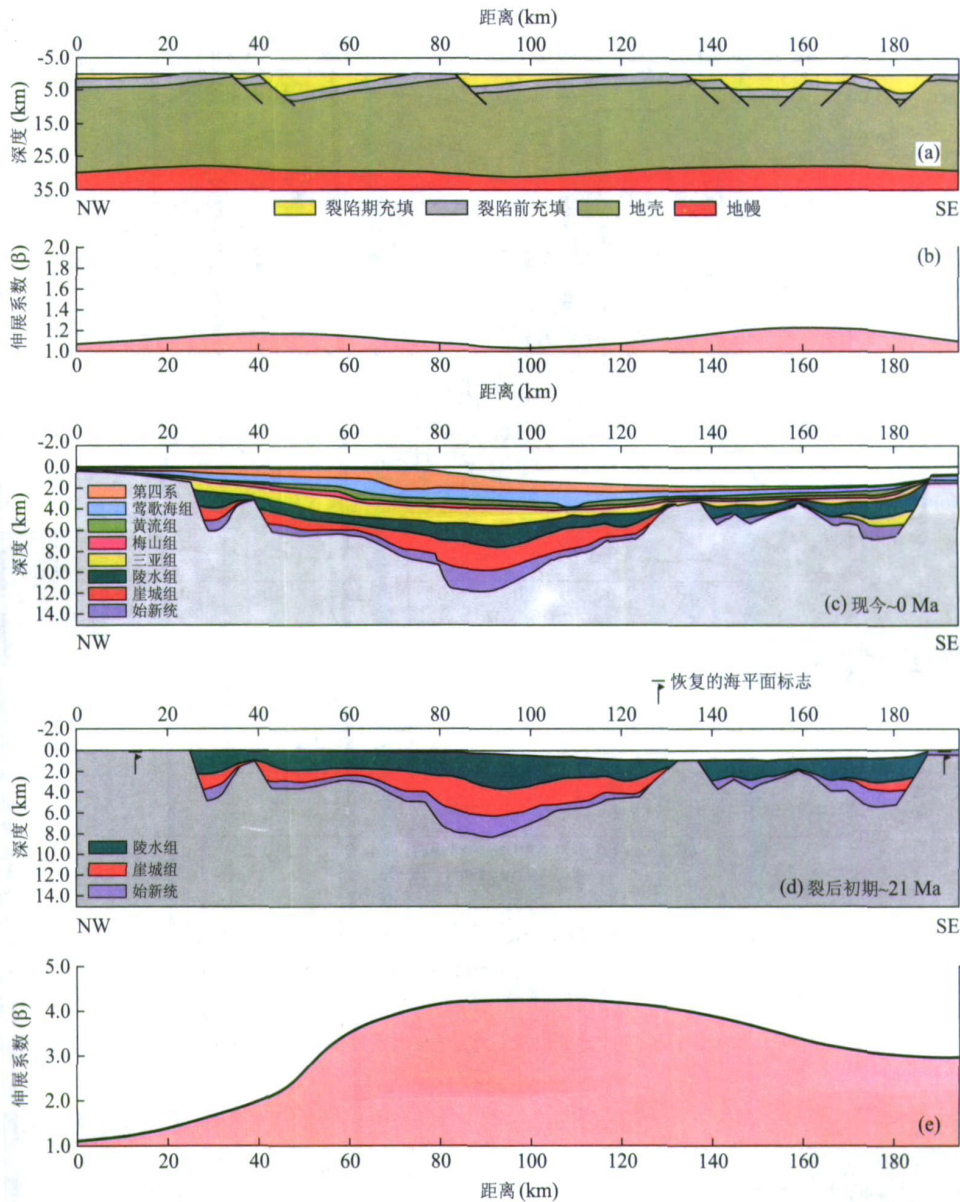 距离(km)
0 20 40 60 80 100 120 140 160 180
-5.0
5.0
15.0
25.0
35.0
深度(km)
(a)
NW SE
裂陷期充填 裂陷前充填 地壳 地幔
2.0
1.8
1.6
1.4
1.2
1.0
伸展系数(β)
(b)
0 20 40 60 80 100 120 140 160 180
距离(km)
0 20 40 60 80 100 120 140 160 180
-2.0
0.0
2.0
4.0
6.0
8.0
10.0
12.0
14.0
深度(km)
第四系
莺歌海组
黄流组
梅山组
三亚组
陵水组
崖城组
始新统
(c) 现今~0 Ma
NW SE
恢复的海平面标志
0 20 40 60 80 100 120 140 160 180
-2.0
0.0
2.0
4.0
6.0
8.0
10.0
12.0
14.0
深度(km)
陵水组
崖城组
始新统
(d) 裂后初期~21 Ma
NW SE
5.0
4.0
3.0
2.0
1.0
伸展系数(β)
(e)
0 20 40 60 80 100 120 140 160 180
距离(km)